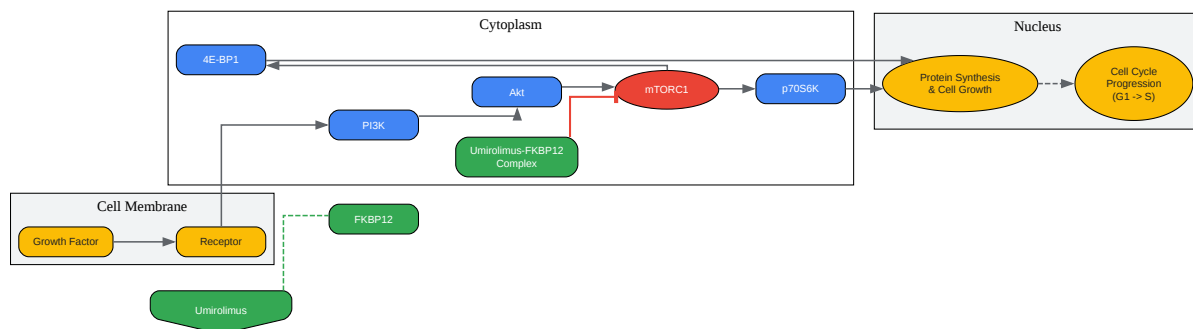 Cytoplasm
Nucleus
4E-BP1
Akt
mTORC1
p70S6K
Protein Synthesis
& Cell Growth
Cell Cycle
Progression
(G1 -> S)
PI3K
Umirolimus-FKBP12
Complex
Cell Membrane
Growth Factor
Receptor
FKBP12
Umirolimus